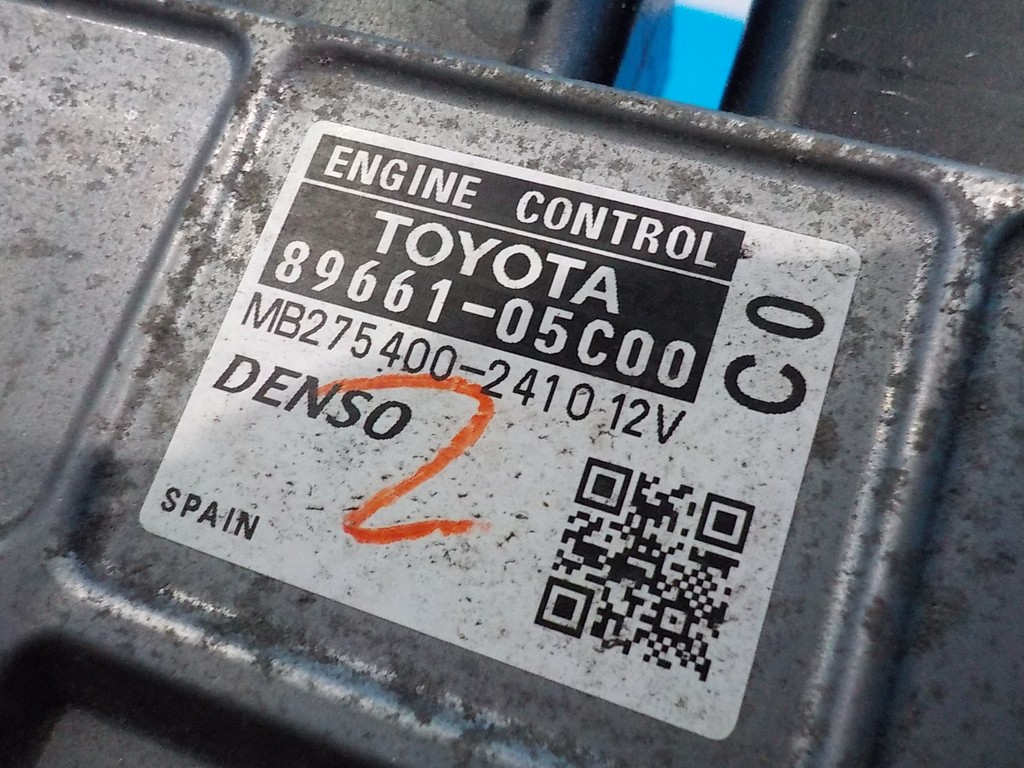 ENGINE CONTROL
TOYOTA
89661-05C00
MB275400-2410 12V
DENSO
2
SPAIN
C0